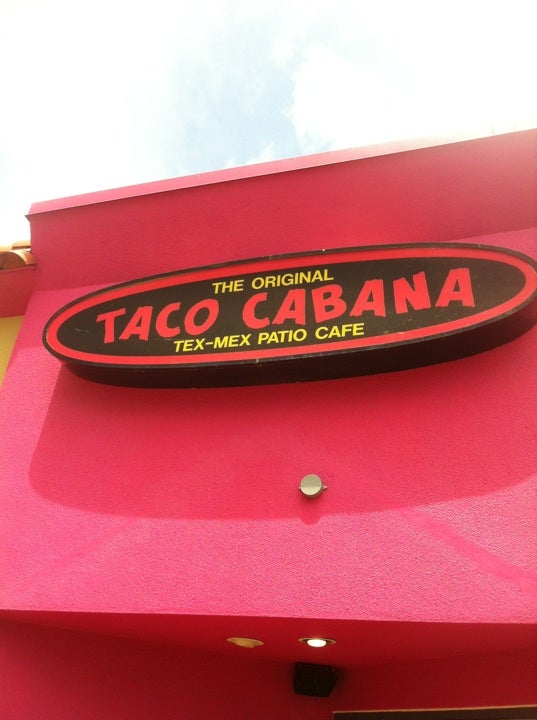 THE ORIGINAL
TACO CABANA
TEX-MEX PATIO CAFE